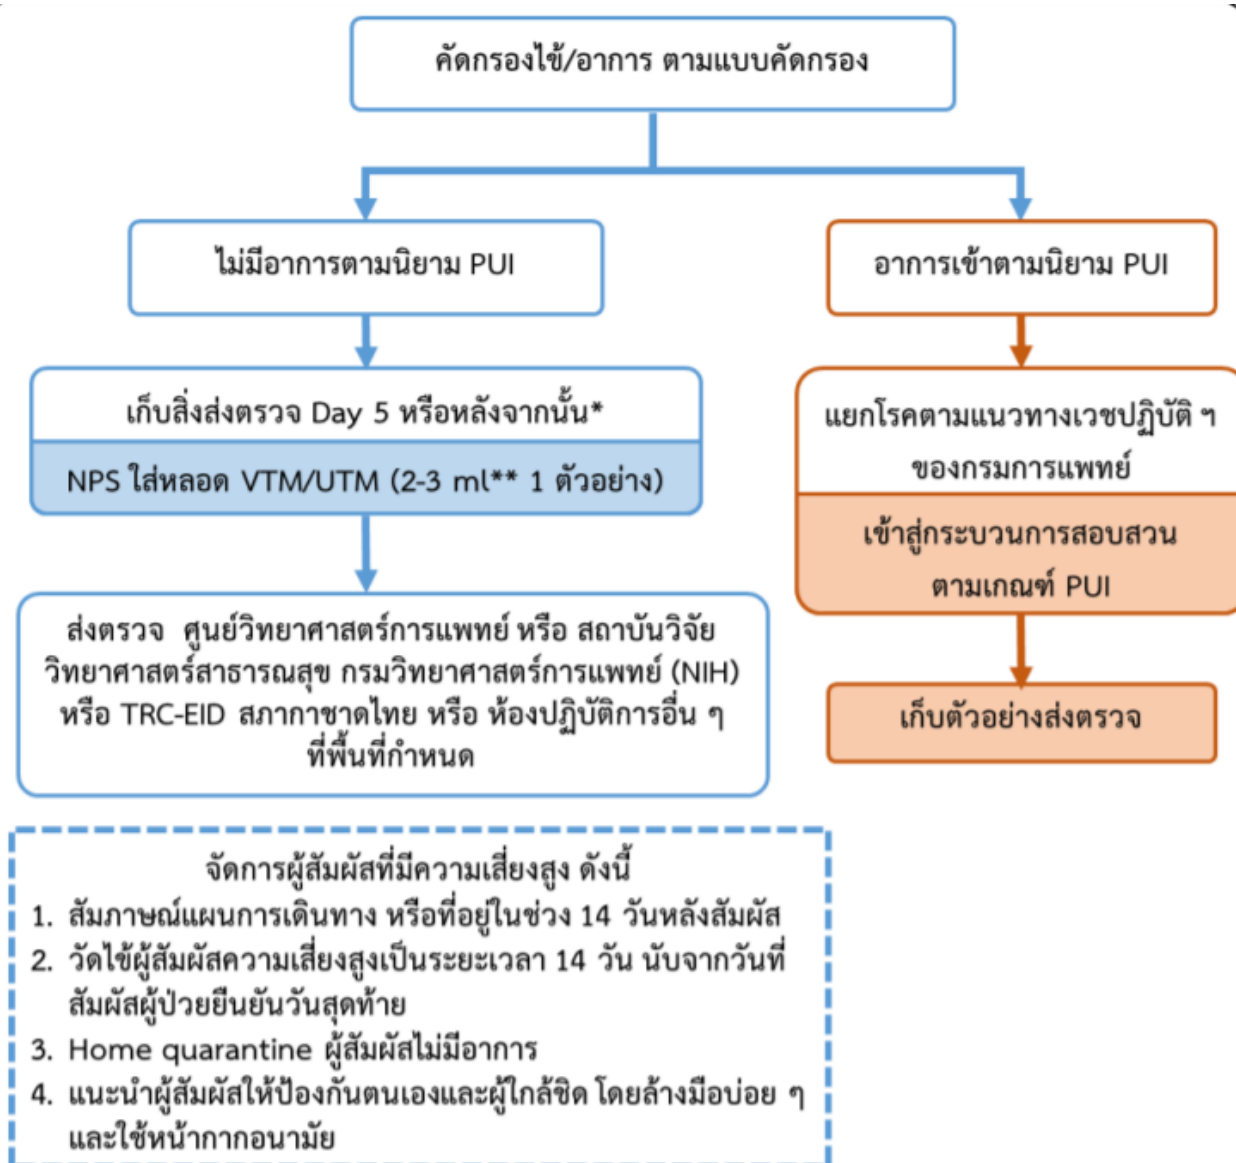 คัดกรองไข้/อาการ ตามแบบคัดกรอง
ไม่มีอาการตามนิยาม PUI
อาการเข้าตามนิยาม PUI
เก็บสิ่งส่งตรวจ Day 5 หรือหลังจากนั้น*
NPS ใส่หลอด VTM/UTM (2-3 ml** 1 ตัวอย่าง)
แยกโรคตามแนวทางเวชปฏิบัติ ฯ
ของกรมการแพทย์
เข้าสู่กระบวนการสอบสวน
ตามเกณฑ์ PUI
ส่งตรวจ ศูนย์วิทยาศาสตร์การแพทย์ หรือ สถาบันวิจัย
วิทยาศาสตร์สาธารณสุข กรมวิทยาศาสตร์การแพทย์ (NIH)
หรือ TRC-EID สภากาชาดไทย หรือ ห้องปฏิบัติการอื่น ๆ
ที่พื้นที่กำหนด
เก็บตัวอย่างส่งตรวจ
จัดการผู้สัมผัสที่มีความเสี่ยงสูง ดังนี้
1. สัมภาษณ์แผนการเดินทาง หรือที่อยู่ในช่วง 14 วันหลังสัมผัส
2. วัดไข้ผู้สัมผัสความเสี่ยงสูงเป็นระยะเวลา 14 วัน นับจากวันที่
สัมผัสผู้ป่วยยืนยันวันสุดท้าย
3. Home quarantine ผู้สัมผัสไม่มีอาการ
4. แนะนำผู้สัมผัสให้ป้องกันตนเองและผู้ใกล้ชิด โดยล้างมือบ่อย ๆ
และใช้หน้ากากอนามัย